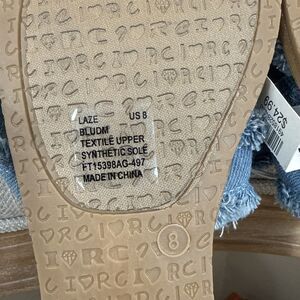 LAZE US 8
BLUDM
TEXTILE UPPER
SYNTHETIC SOLE
FT15398AG-497
MADE IN CHINA
8
$24.99